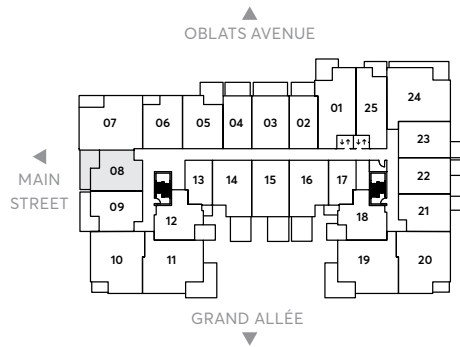 OBLATS AVENUE
01 25 24
07 06 05 04 03 02
23
MAIN
STREET
08 13 14 15 16 17 22
09 12 18 21
10 11 19 20
GRAND ALLÉE